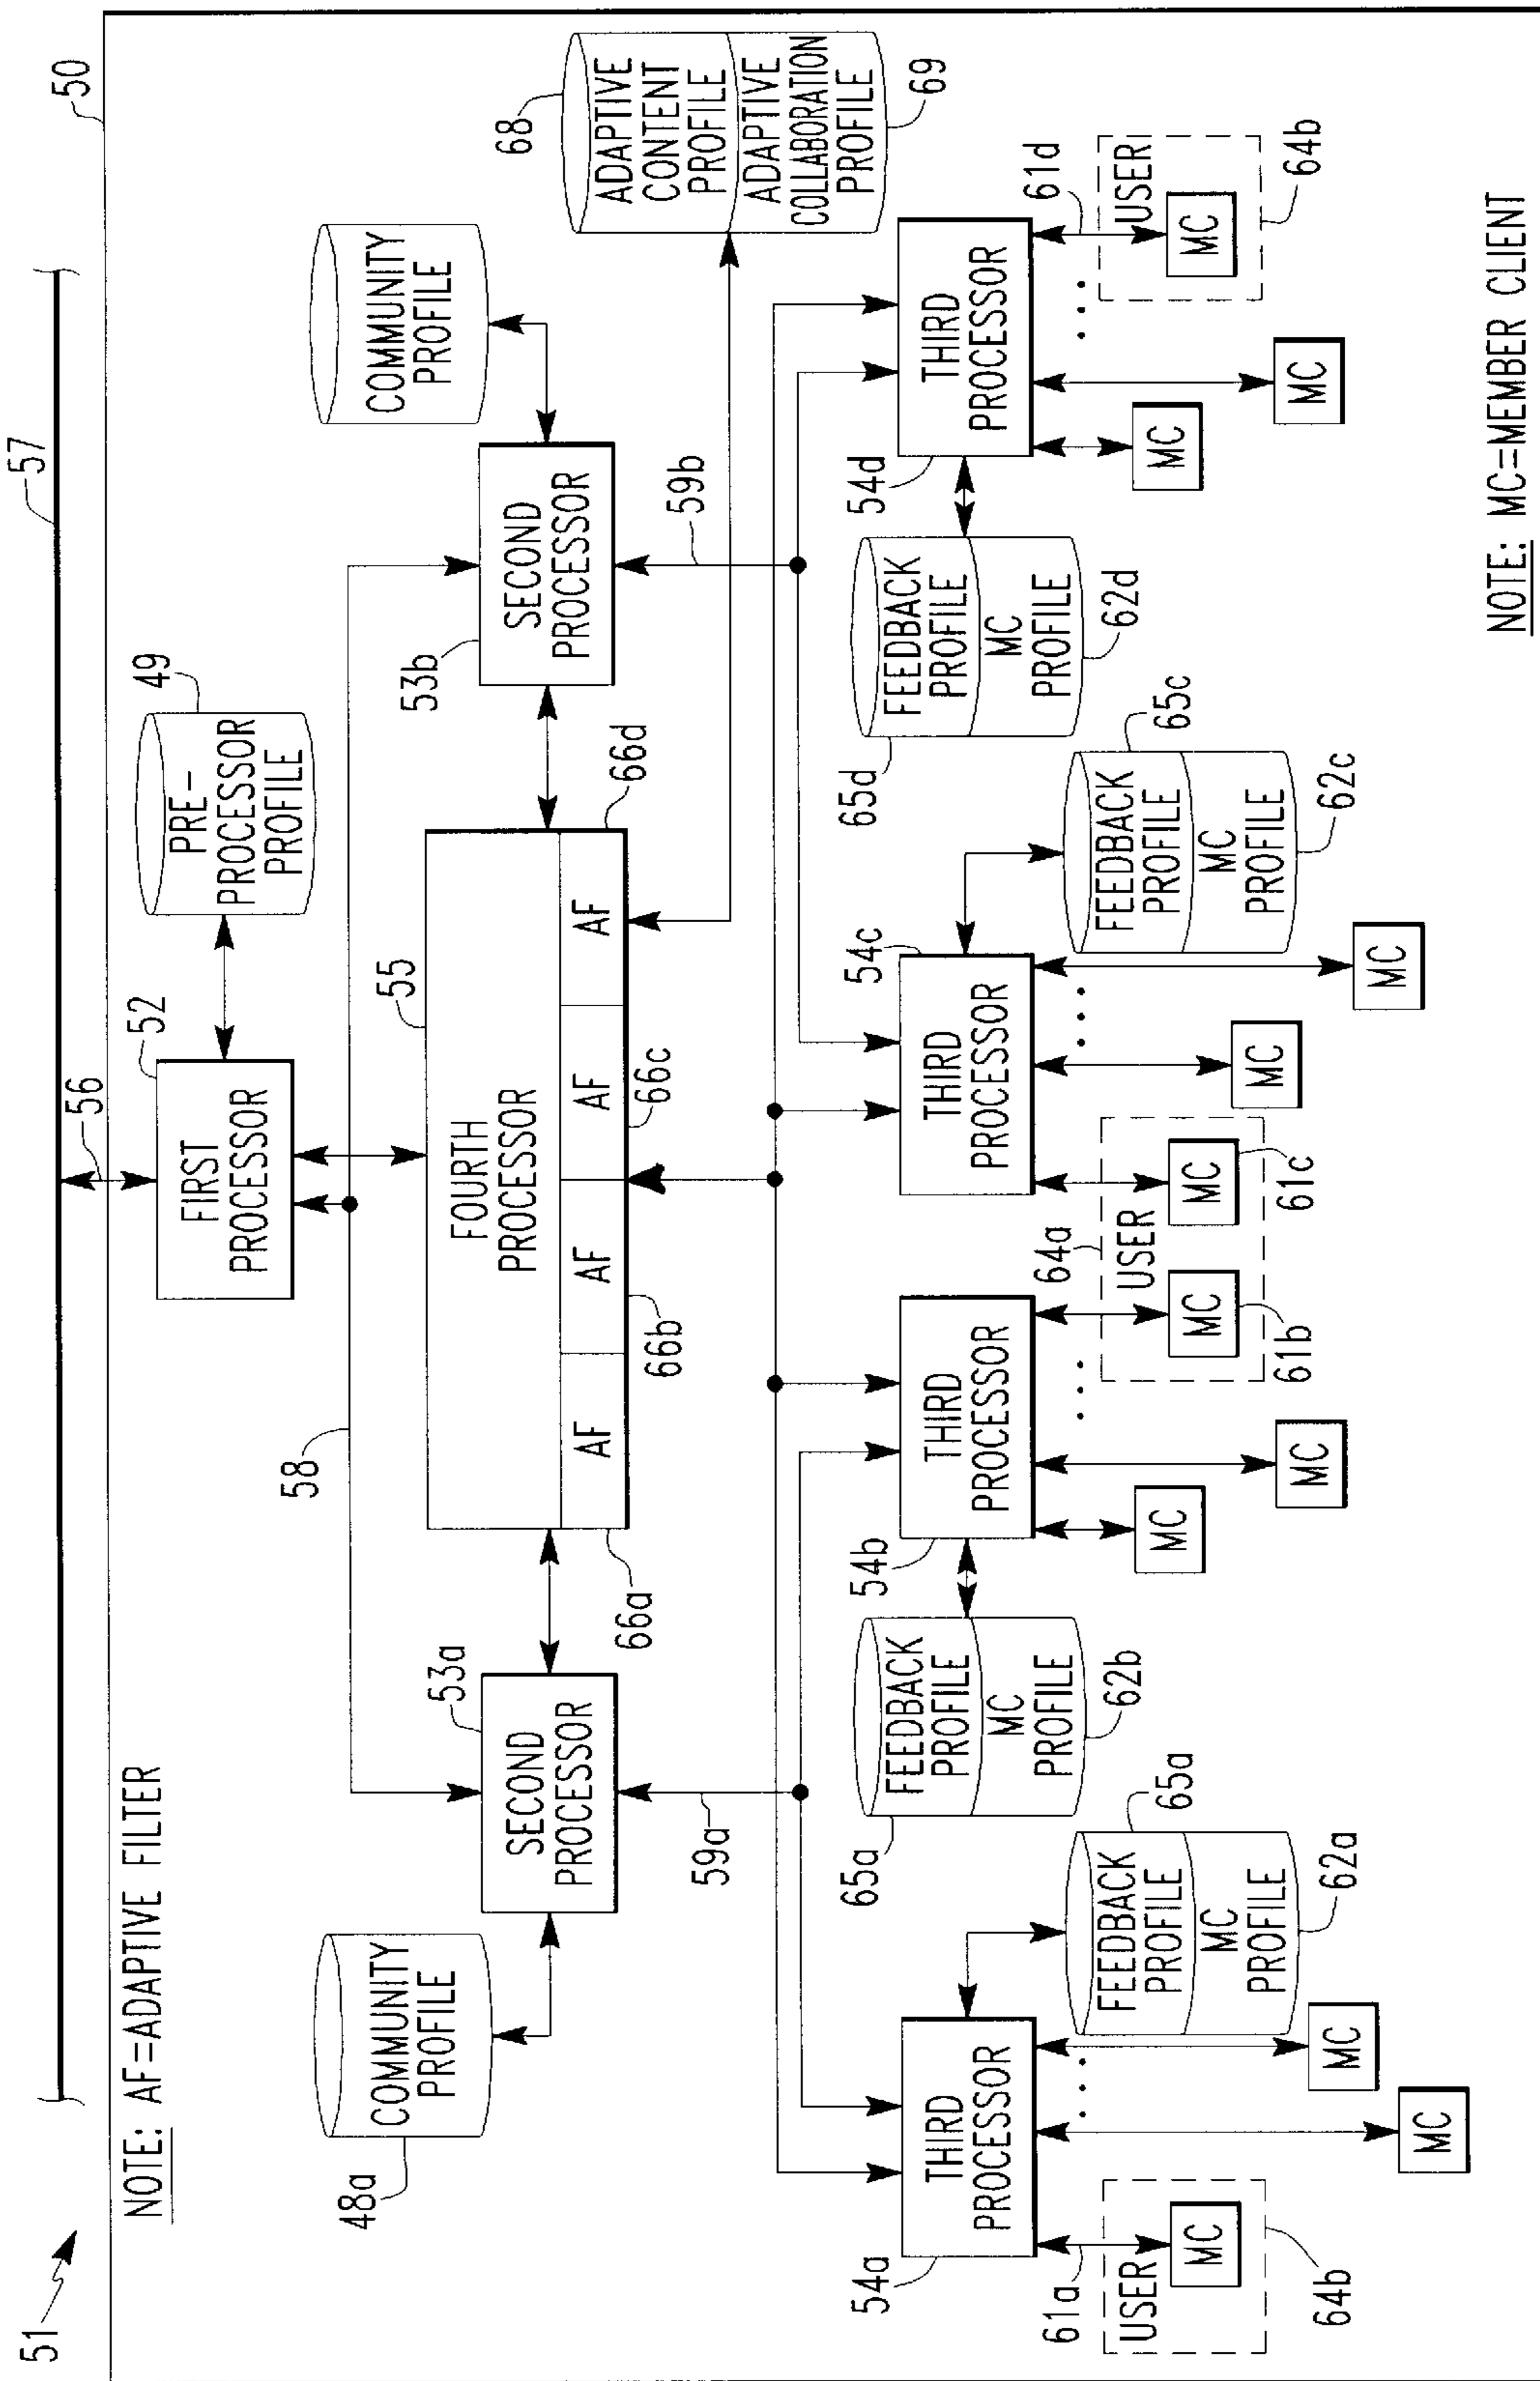 51
NOTE: AF=ADAPTIVE FILTER
57
50
56
52
FIRST
PROCESSOR
49
PRE-
PROCESSOR
PROFILE
58
48a
COMMUNITY
PROFILE
COMMUNITY
PROFILE
53a
SECOND
PROCESSOR
55
FOURTH
PROCESSOR
AF
AF
AF
AF
66a
66b
66c
66d
53b
SECOND
PROCESSOR
68
ADAPTIVE
CONTENT
PROFILE
ADAPTIVE
COLLABORATION
PROFILE
69
59a
59b
54a
THIRD
PROCESSOR
65a
FEEDBACK
PROFILE
MC
PROFILE
62a
61a
USER
MC
64b
MC
MC
65a
FEEDBACK
PROFILE
MC
PROFILE
62b
54b
THIRD
PROCESSOR
MC
MC
64a
USER
MC
MC
61b
61c
54c
THIRD
PROCESSOR
MC
MC
65c
FEEDBACK
PROFILE
MC
PROFILE
62c
65d
FEEDBACK
PROFILE
MC
PROFILE
62d
54d
THIRD
PROCESSOR
MC
MC
61d
USER
MC
64b
NOTE: MC=MEMBER CLIENT